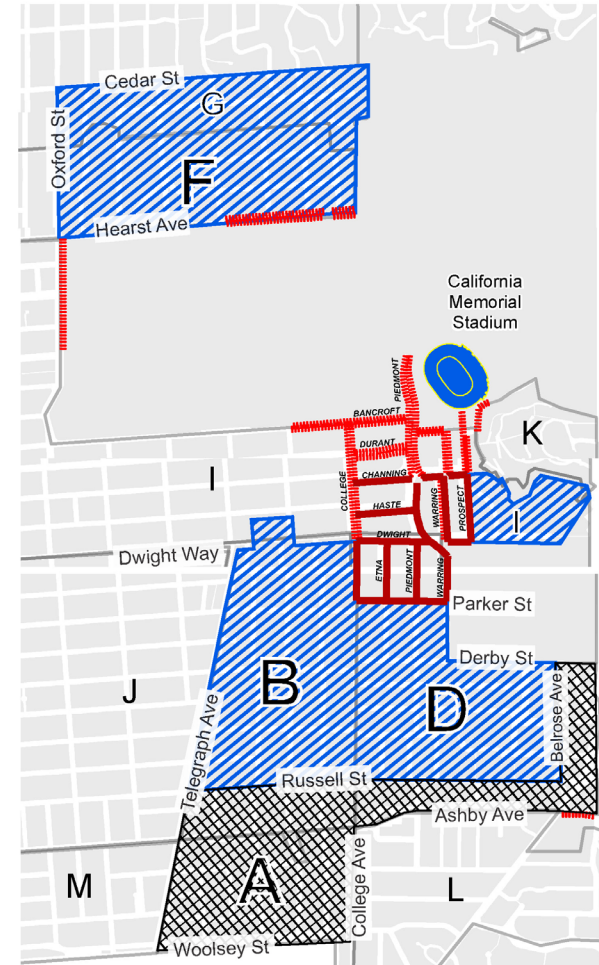 Cedar St
G
Oxford St
F
Hearst Ave
California
Memorial
Stadium
PIEDMONT
BANCROFT
K
DURANT
I
COLLEGE
CHANNING
WARRING
PROSPECT
I
HASTE
Dwight Way
DWIGHT
ETNA
PIEDMONT
WARRING
Parker St
Derby St
J
B
D
Belrose Ave
Telegraph Ave
Russell St
Ashby Ave
M
A
College Ave
L
Woolsey St